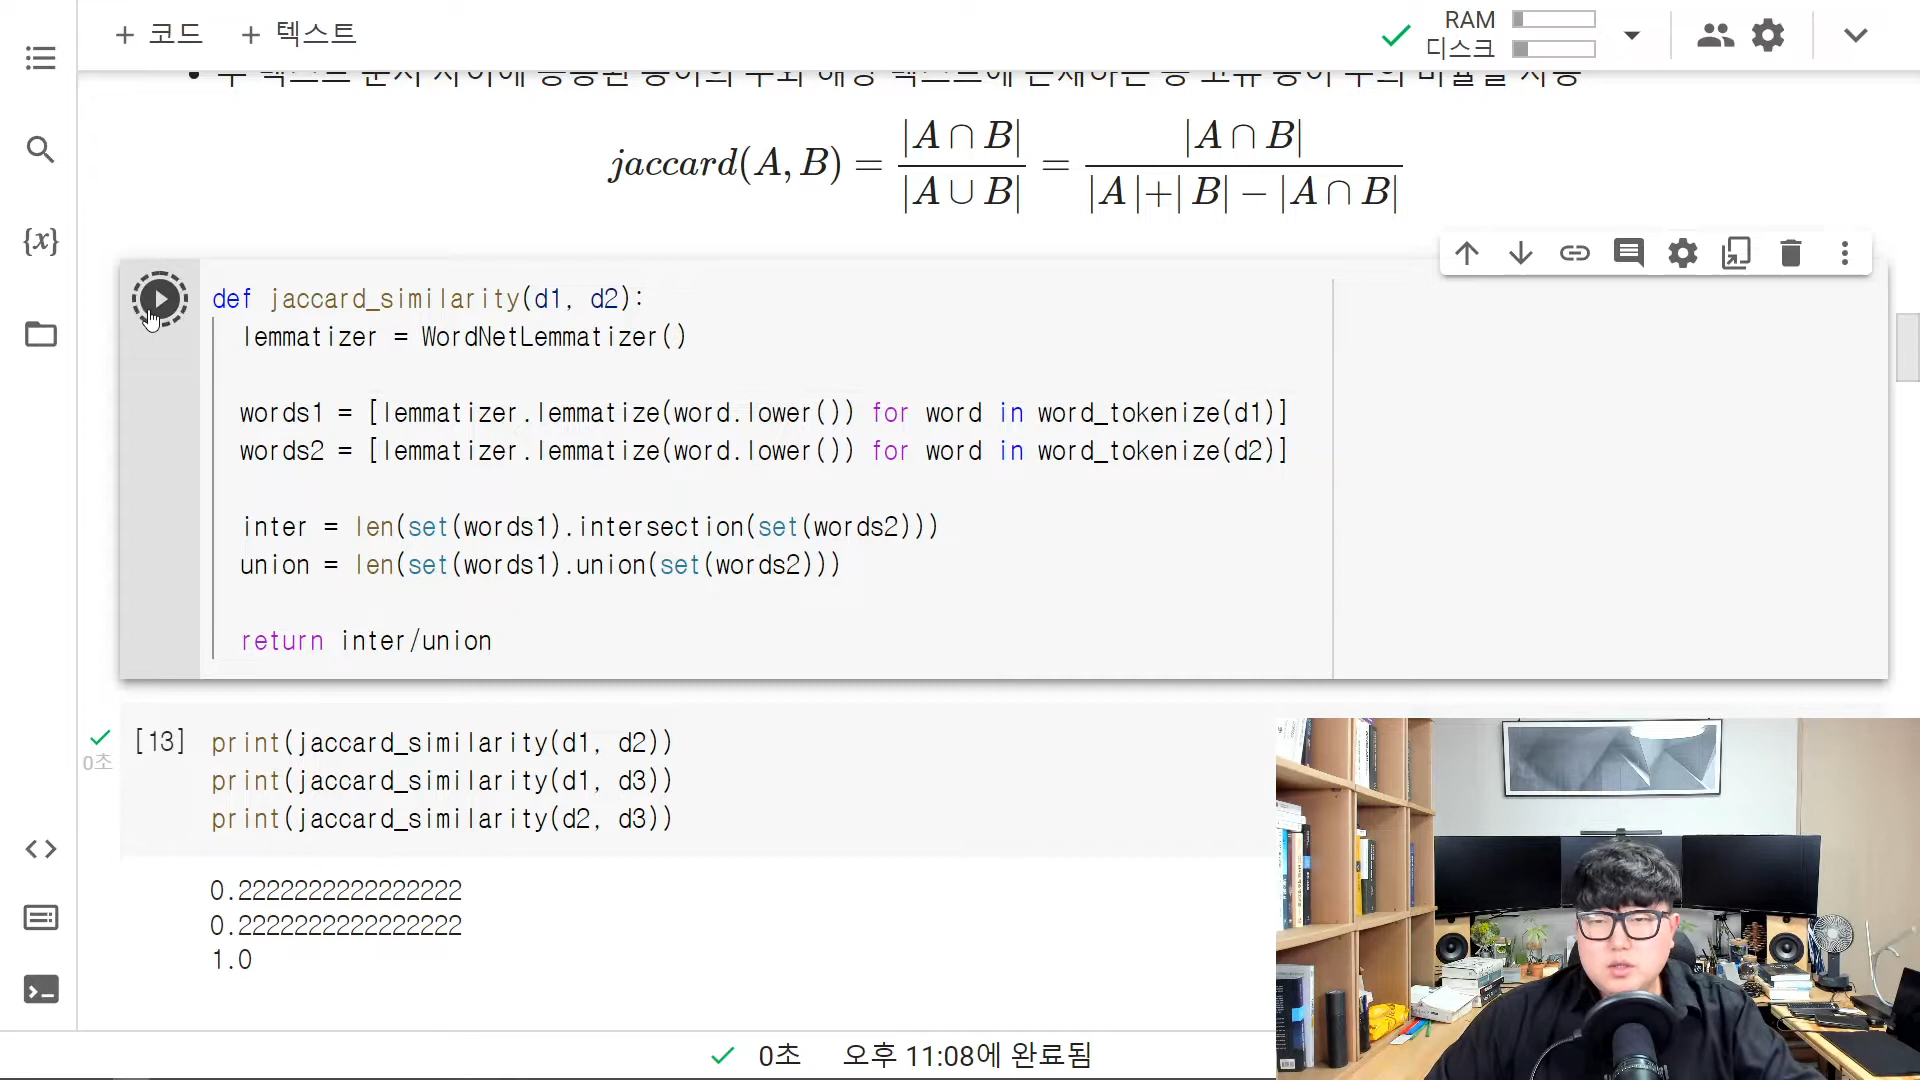 + 코드 + 텍스트
RAM
디스크
jaccard(A, B) = |A ∩ B| / |A ∪ B| = |A ∩ B| / |A |+| B| − |A ∩ B|
{x}
def jaccard_similarity(d1, d2):
lemmatizer = WordNetLemmatizer()
words1 = [lemmatizer.lemmatize(word.lower()) for word in word_tokenize(d1)]
words2 = [lemmatizer.lemmatize(word.lower()) for word in word_tokenize(d2)]
inter = len(set(words1).intersection(set(words2)))
union = len(set(words1).union(set(words2)))
return inter/union
[13] print(jaccard_similarity(d1, d2))
0초
print(jaccard_similarity(d1, d3))
print(jaccard_similarity(d2, d3))
0.2222222222222222
0.2222222222222222
1.0
0초 오후 11:08에 완료됨